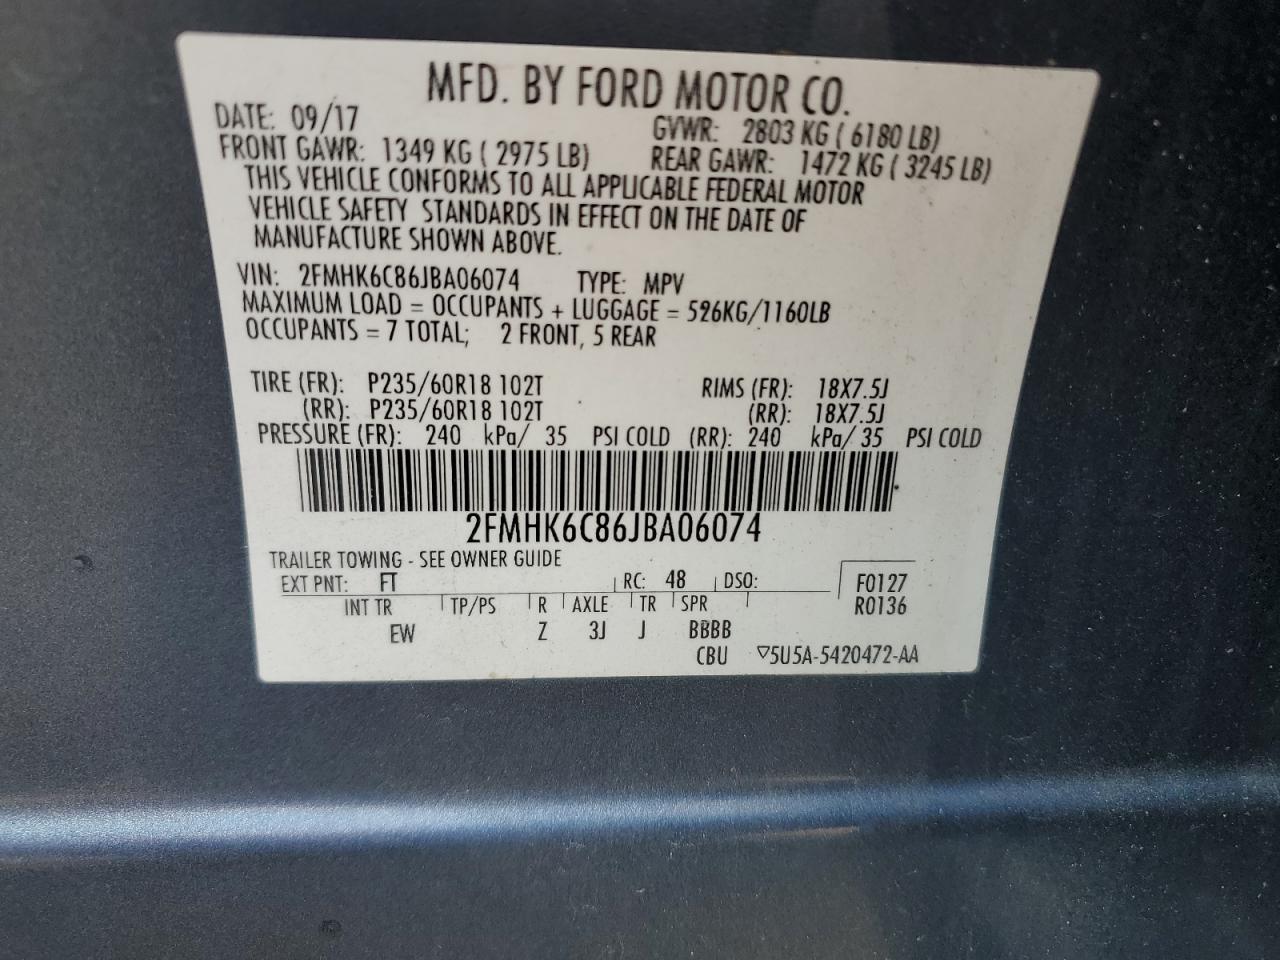 MFD. BY FORD MOTOR CO.
DATE: 09/17 GVWR: 2803 KG ( 6180 LB)
FRONT GAWR: 1349 KG ( 2975 LB) REAR GAWR: 1472 KG ( 3245 LB)
THIS VEHICLE CONFORMS TO ALL APPLICABLE FEDERAL MOTOR
VEHICLE SAFETY STANDARDS IN EFFECT ON THE DATE OF
MANUFACTURE SHOWN ABOVE.
VIN: 2FMHK6C86JBA06074 TYPE: MPV
MAXIMUM LOAD = OCCUPANTS + LUGGAGE = 526KG/1160LB
OCCUPANTS = 7 TOTAL; 2 FRONT, 5 REAR
TIRE (FR): P235/60R18 102T RIMS (FR): 18X7.5J
(RR): P235/60R18 102T (RR): 18X7.5J
PRESSURE (FR): 240 kPa/ 35 PSI COLD (RR): 240 kPa/ 35 PSI COLD
2FMHK6C86JBA06074
TRAILER TOWING - SEE OWNER GUIDE
EXT PNT: FT RC: 48 DSO: F0127
INT TR TP/PS R AXLE TR SPR R0136
EW Z 3J J BBBB
CBU ▽5U5A-5420472-AA